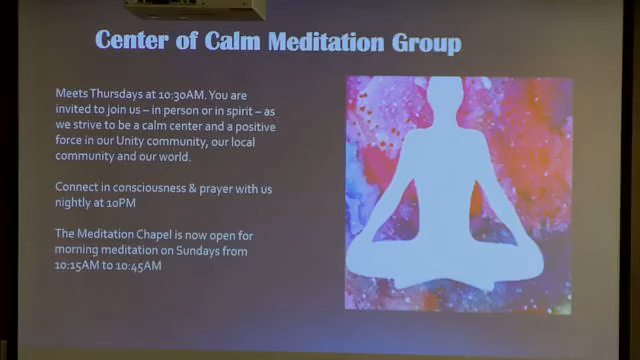 Center of Calm Meditation Group
Meets Thursdays at 10:30AM. You are
invited to join us – in person or in spirit – as
we strive to be a calm center and a positive
force in our Unity community, our local
community and our world.
Connect in consciousness & prayer with us
nightly at 10PM
The Meditation Chapel is now open for
morning meditation on Sundays from
10:15AM to 10:45AM